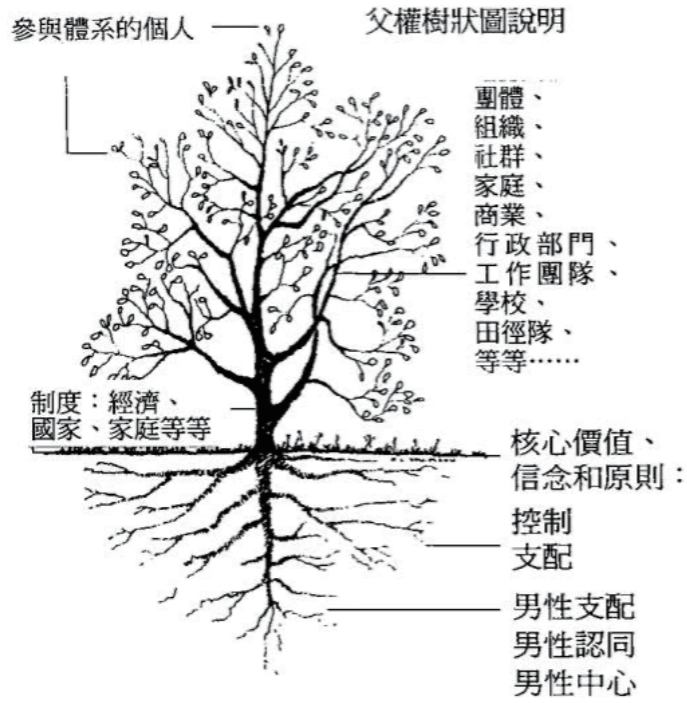 父權樹狀圖說明
參與體系的個人
團體、
組織、
社群、
家庭、
商業、
行政部門、
工作團隊、
學校、
田徑隊、
等等……
制度：經濟、
國家、家庭等等
核心價值、
信念和原則：
控制
支配
男性支配
男性認同
男性中心